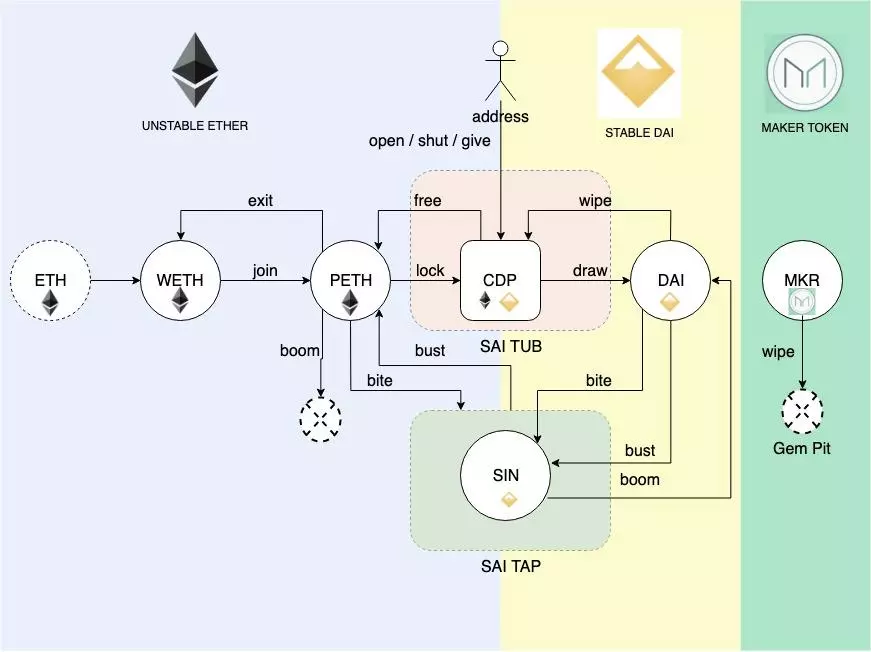 UNSTABLE ETHER
STABLE DAI
MAKER TOKEN
address
open / shut / give
exit
free
wipe
ETH
WETH
join
PETH
lock
CDP
draw
DAI
MKR
SAI TUB
boom
bust
wipe
bite
bite
Gem Pit
bust
SIN
boom
SAI TAP